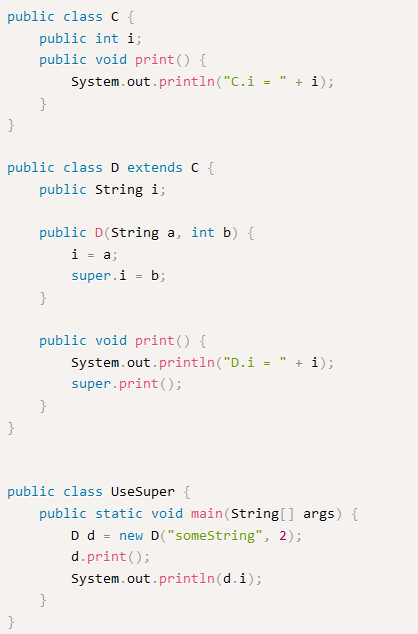 public class C {
    public int i;
    public void print() {
        System.out.println("C.i = " + i);
    }
}

public class D extends C {
    public String i;

    public D(String a, int b) {
        i = a;
        super.i = b;
    }

    public void print() {
        System.out.println("D.i = " + i);
        super.print();
    }
}


public class UseSuper {
    public static void main(String[] args) {
        D d = new D("someString", 2);
        d.print();
        System.out.println(d.i);
    }
}